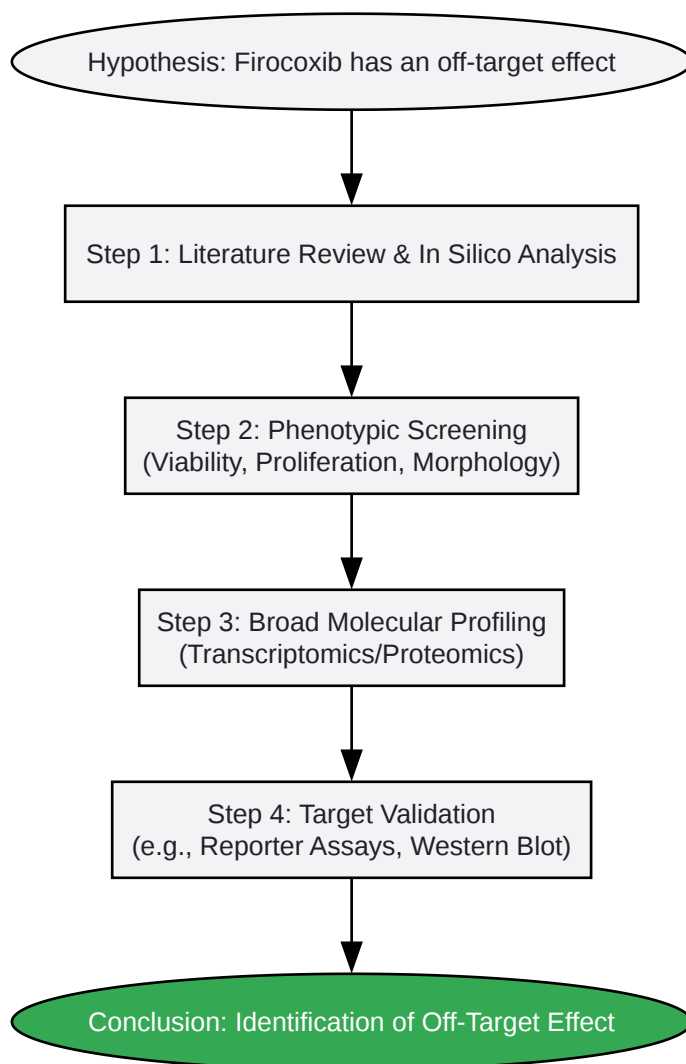 Hypothesis: Firocoxib has an off-target effect
Step 1: Literature Review & In Silico Analysis
Step 2: Phenotypic Screening
(Viability, Proliferation, Morphology)
Step 3: Broad Molecular Profiling
(Transcriptomics/Proteomics)
Step 4: Target Validation
(e.g., Reporter Assays, Western Blot)
Conclusion: Identification of Off-Target Effect